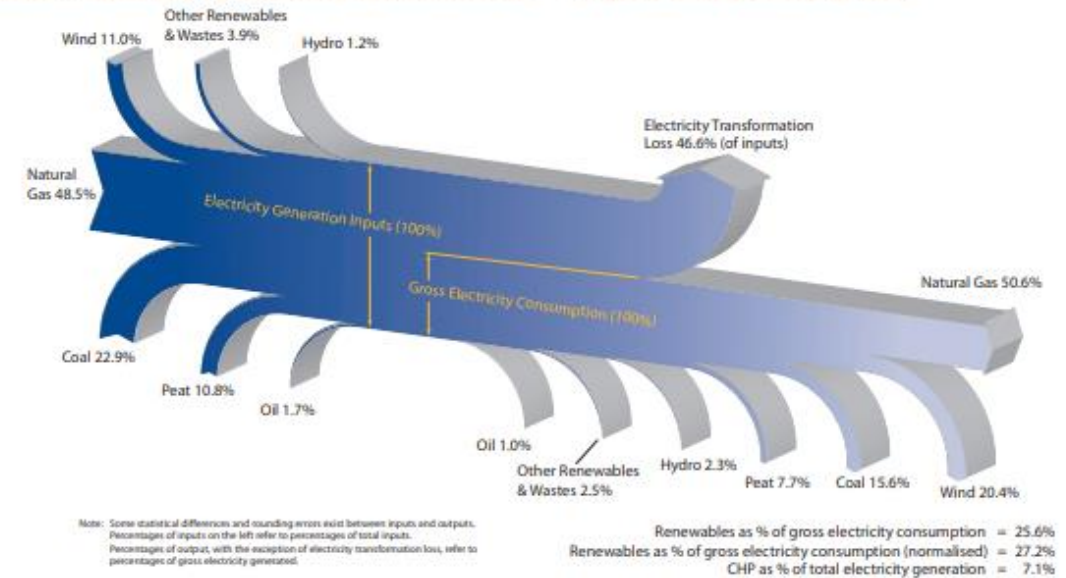 Other Renewables
& Wastes 3.9%
Wind 11.0%
Hydro 1.2%
Electricity Transformation
Loss 46.6% (of inputs)
Natural
Gas 48.5%
Electricity Generation Inputs (100%)
Gross Electricity Consumption (100%)
Natural Gas 50.6%
Coal 22.9%
Peat 10.8%
Oil 1.7%
Oil 1.0%
Other Renewables
& Wastes 2.5%
Hydro 2.3%
Peat 7.7%
Coal 15.6%
Wind 20.4%
Note: Some statistical differences and rounding errors exist between inputs and outputs.
Percentages of inputs on the left refer to percentages of total inputs.
Percentages of output, with the exception of electricity transformation loss, refer to
percentages of gross electricity generated.
Renewables as % of gross electricity consumption = 25.6%
Renewables as % of gross electricity consumption (normalised) = 27.2%
CHP as % of total electricity generation = 7.1%